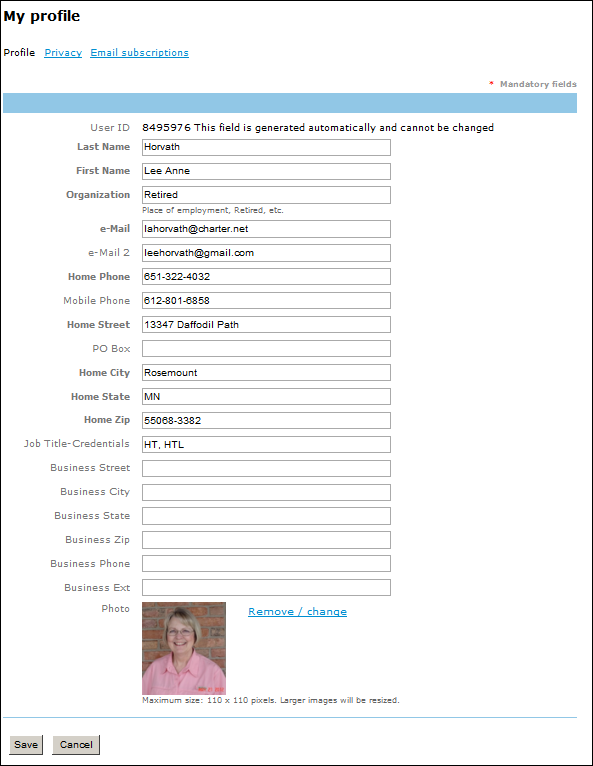 My profile
Profile Privacy Email subscriptions
* Mandatory fields
User ID 8495976 This field is generated automatically and cannot be changed
Last Name Horvath
First Name Lee Anne
Organization Retired
Place of employment, Retired, etc.
e-Mail lahorvath@charter.net
e-Mail 2 leehorvath@gmail.com
Home Phone 651-322-4032
Mobile Phone 612-801-6858
Home Street 13347 Daffodil Path
PO Box
Home City Rosemount
Home State MN
Home Zip 55068-3382
Job Title-Credentials HT, HTL
Business Street
Business City
Business State
Business Zip
Business Phone
Business Ext
Photo Remove / change
Maximum size: 110 x 110 pixels. Larger images will be resized.
Save Cancel